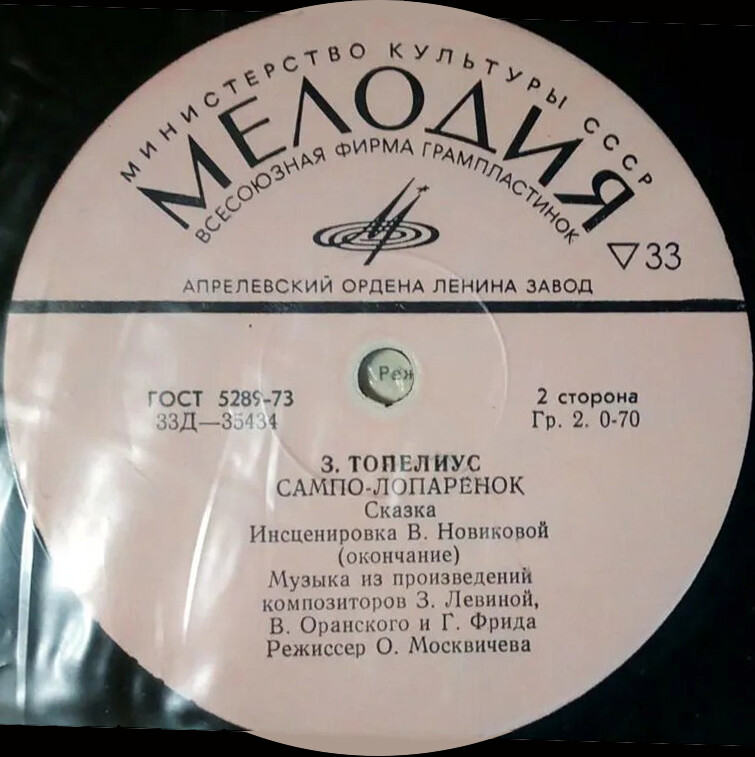 МИНИСТЕРСТВО КУЛЬТУРЫ СССР
МЕЛОДИЯ
ВСЕСОЮЗНАЯ ФИРМА ГРАМПЛАСТИНОК
▽33
АПРЕЛЕВСКИЙ ОРДЕНА ЛЕНИНА ЗАВОД
Реж
ГОСТ 5289-73
33Д—35434
2 сторона
Гр. 2. 0-70
З. ТОПЕЛИУС
САМПО-ЛОПАРЕНОК
Сказка
Инсценировка В. Новиковой
(окончание)
Музыка из произведений
композиторов З. Левиной,
В. Оранского и Г. Фрида
Режиссер О. Москвичева